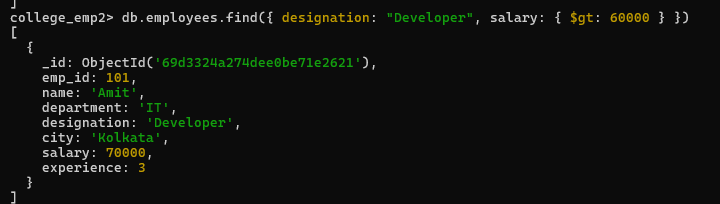 ]
college_emp2> db.employees.find({ designation: "Developer", salary: { $gt: 60000 } })
[
  {
    _id: ObjectId('69d3324a274dee0be71e2621'),
    emp_id: 101,
    name: 'Amit',
    department: 'IT',
    designation: 'Developer',
    city: 'Kolkata',
    salary: 70000,
    experience: 3
  }
]